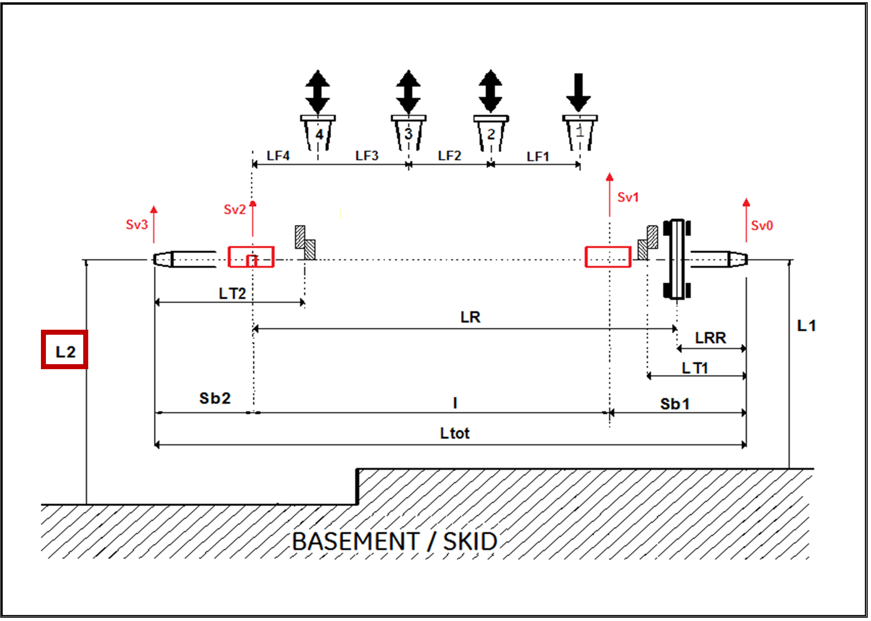 4 3 2 1
LF4 LF3 LF2 LF1
Sv3 Sv2 Sv1 Sv0
LT2
LR
L2
L1
LRR
LT1
Sb2 I Sb1
Ltot
BASEMENT / SKID